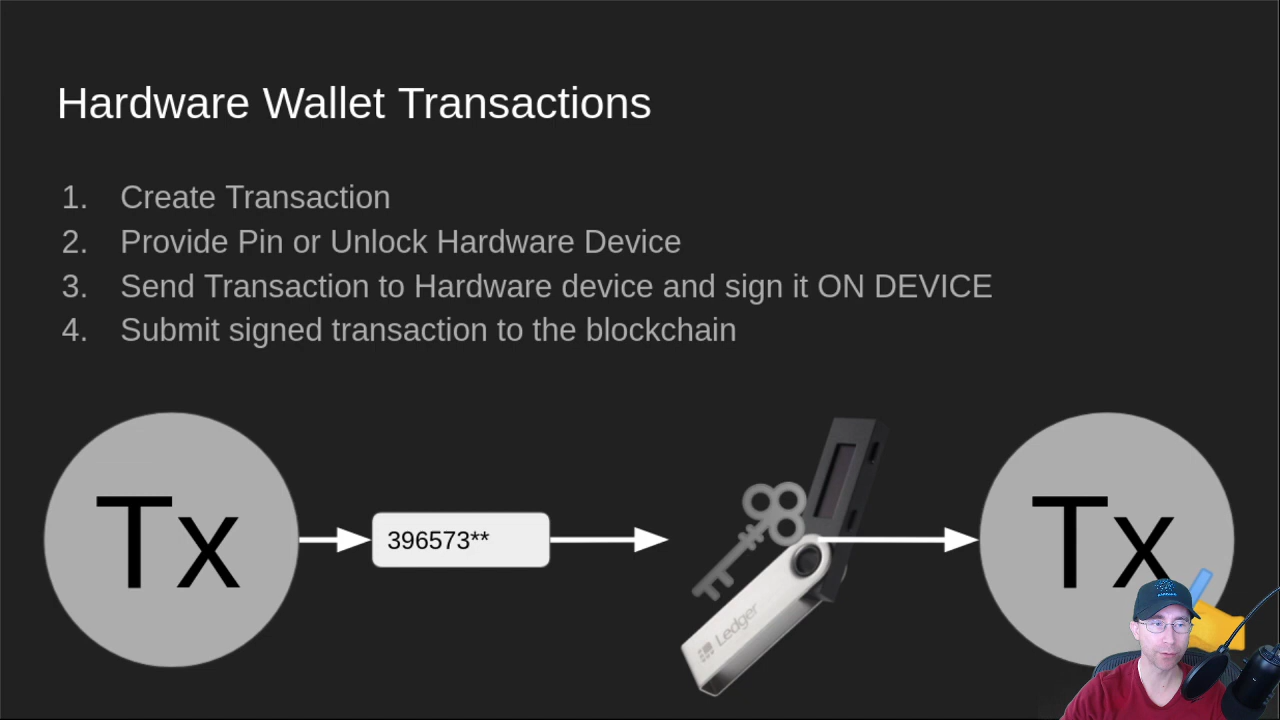 Hardware Wallet Transactions
1. Create Transaction
2. Provide Pin or Unlock Hardware Device
3. Send Transaction to Hardware device and sign it ON DEVICE
4. Submit signed transaction to the blockchain
Tx
396573**
Ledger
Tx